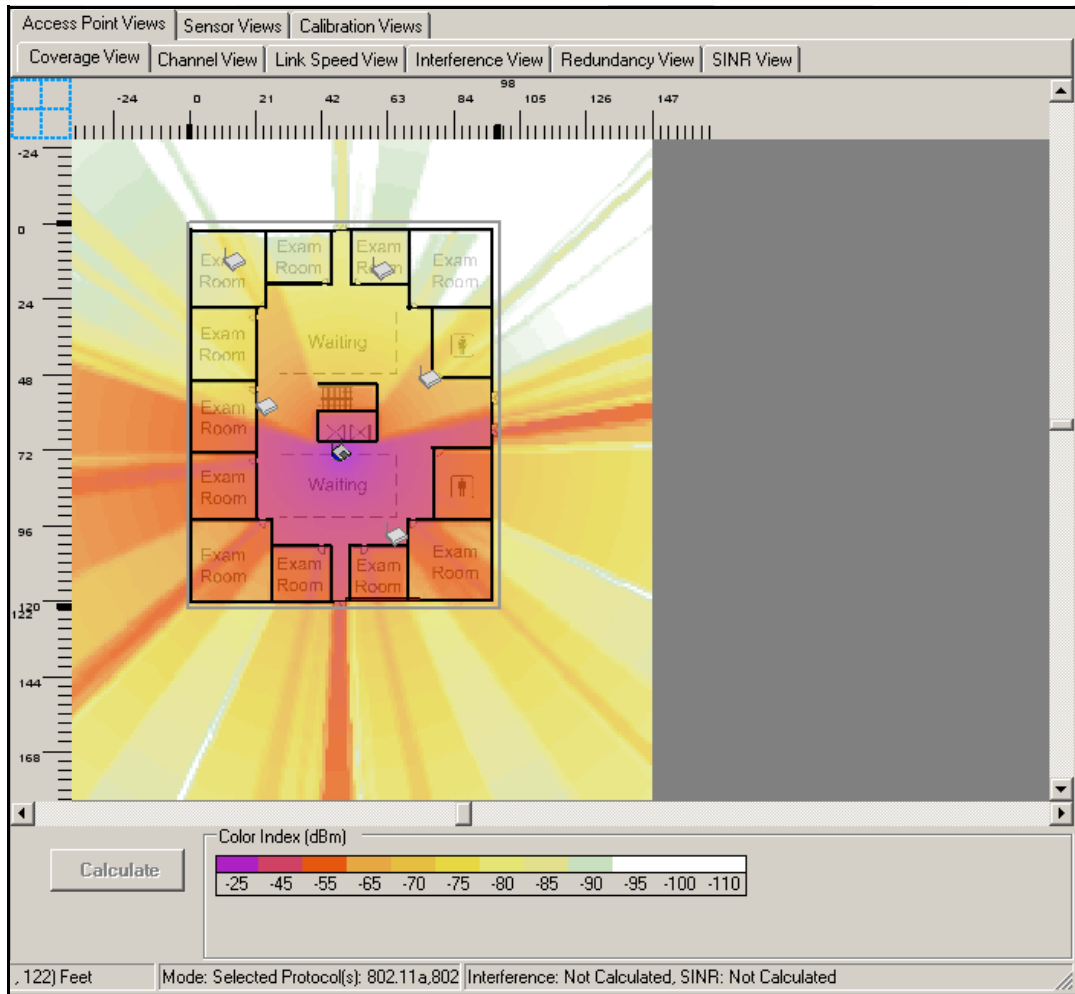 Access Point Views Sensor Views Calibration Views
Coverage View Channel View Link Speed View Interference View Redundancy View SINR View
98
-24 0 21 42 63 84 105 126 147
-24
0
24
48
72
96
120
122
144
168
Exam Room
Exam Room
Exam Room
Exam Room
Exam Room
Waiting
Exam Room
Exam Room
Waiting
Exam Room
Exam Room
Exam Room
Exam Room
Calculate
Color Index (dBm)
-25 -45 -55 -65 -70 -75 -80 -85 -90 -95 -100 -110
, 122) Feet Mode: Selected Protocol(s): 802.11a,802 Interference: Not Calculated, SINR: Not Calculated